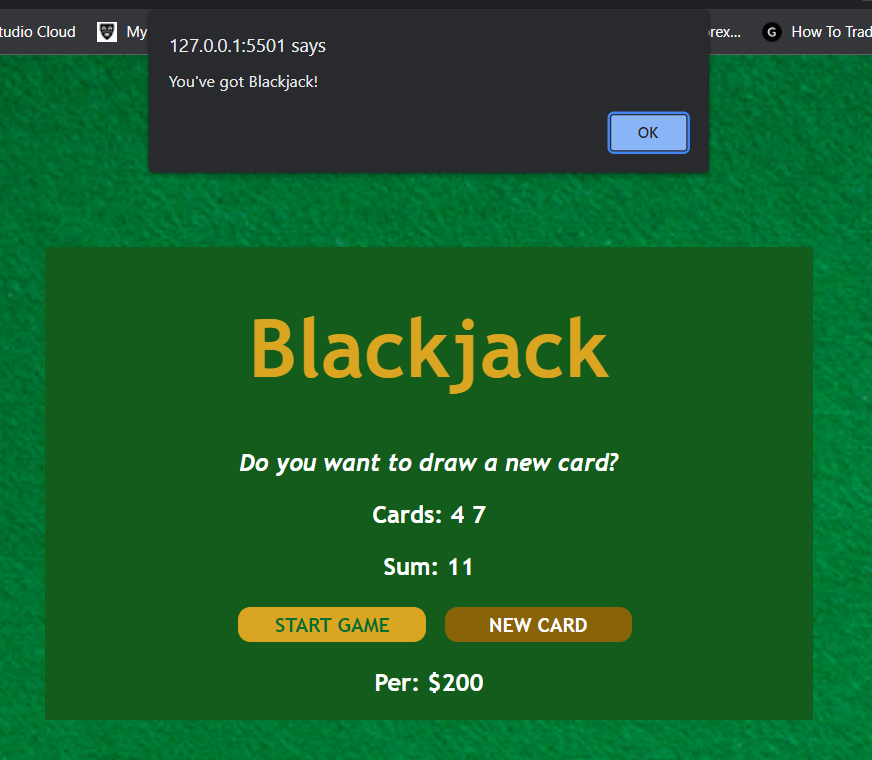 tudio Cloud My orex... G How To Trad
127.0.0.1:5501 says
You've got Blackjack!
OK
Blackjack
Do you want to draw a new card?
Cards: 4 7
Sum: 11
START GAME NEW CARD
Per: $200